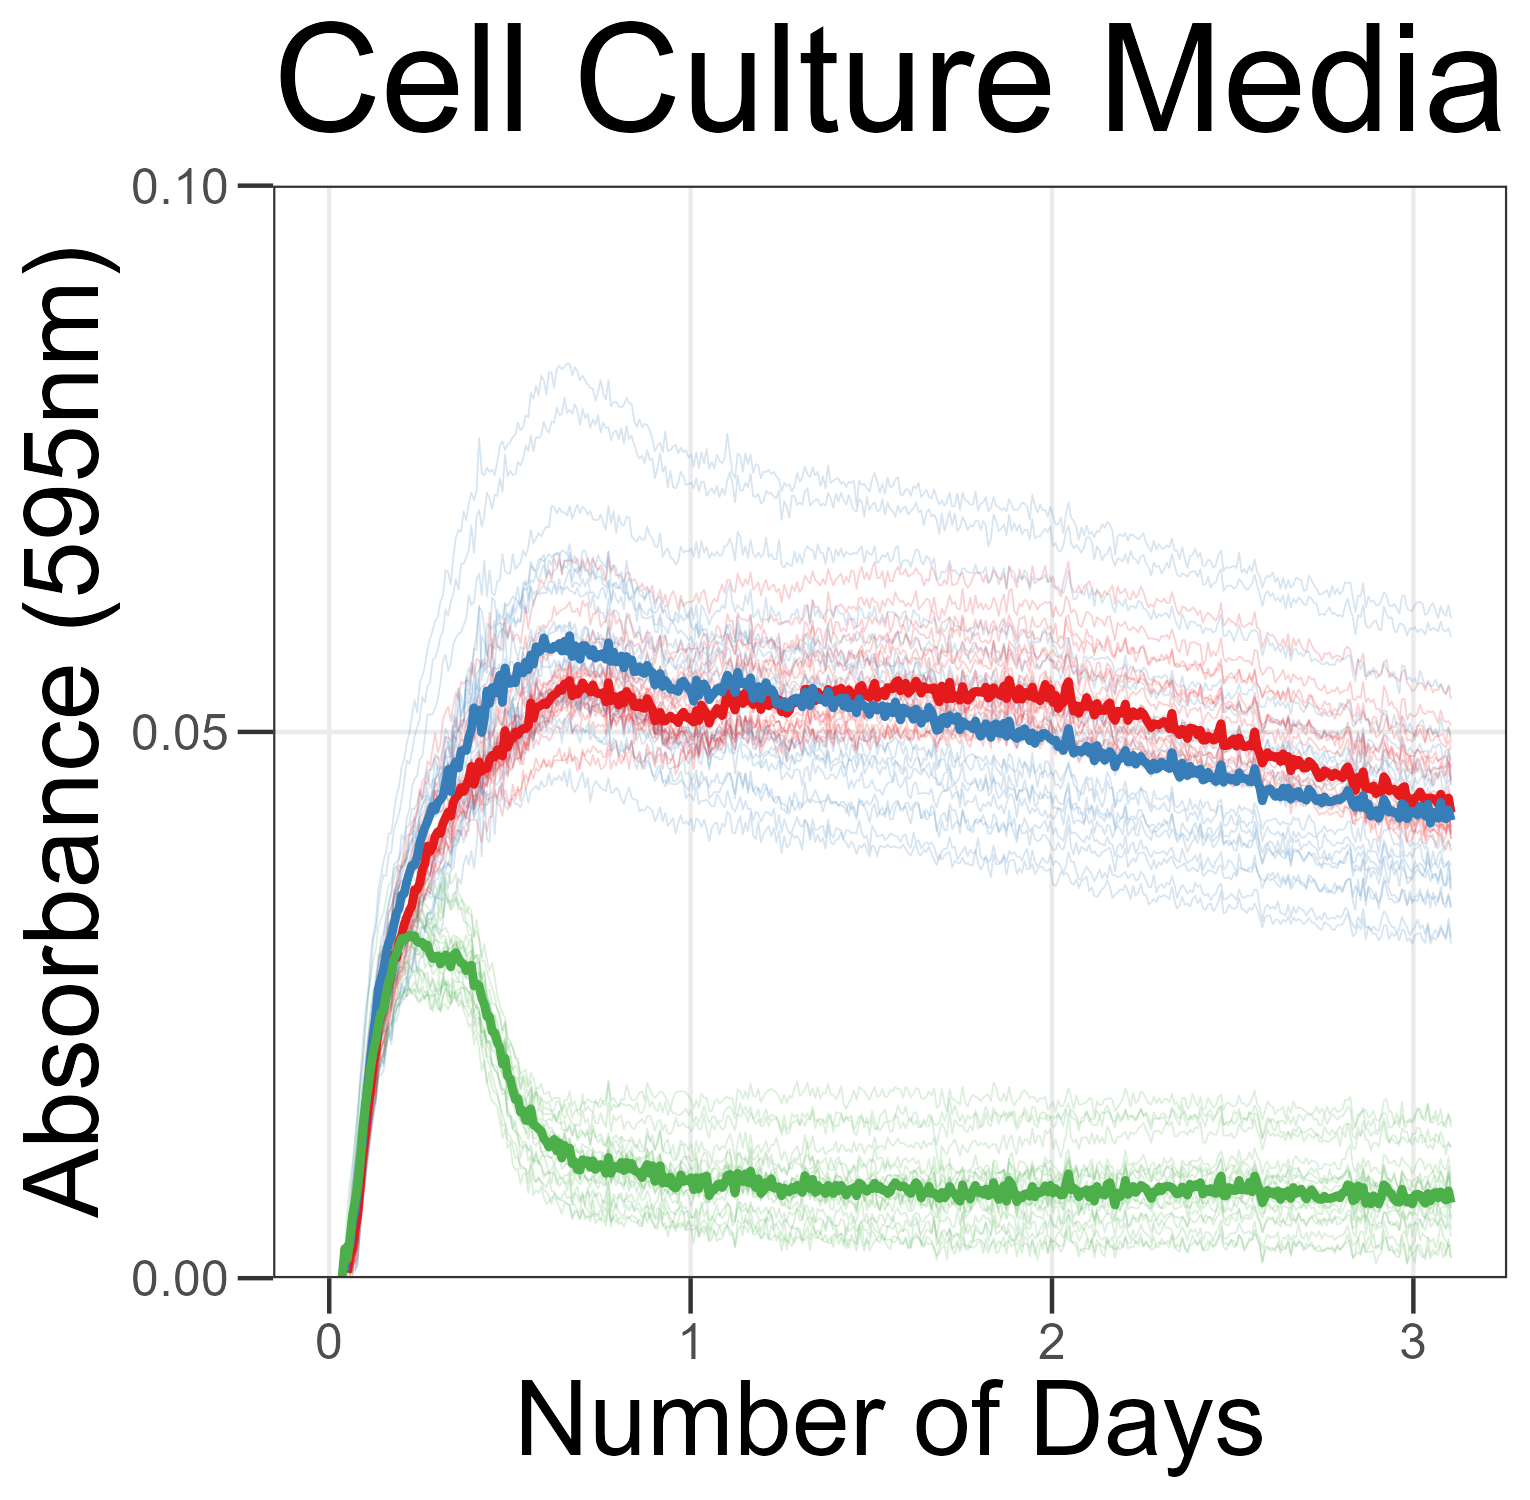 Cell Culture Media
Absorbance (595nm)
0.10
0.05
0.00
0 1 2 3
Number of Days